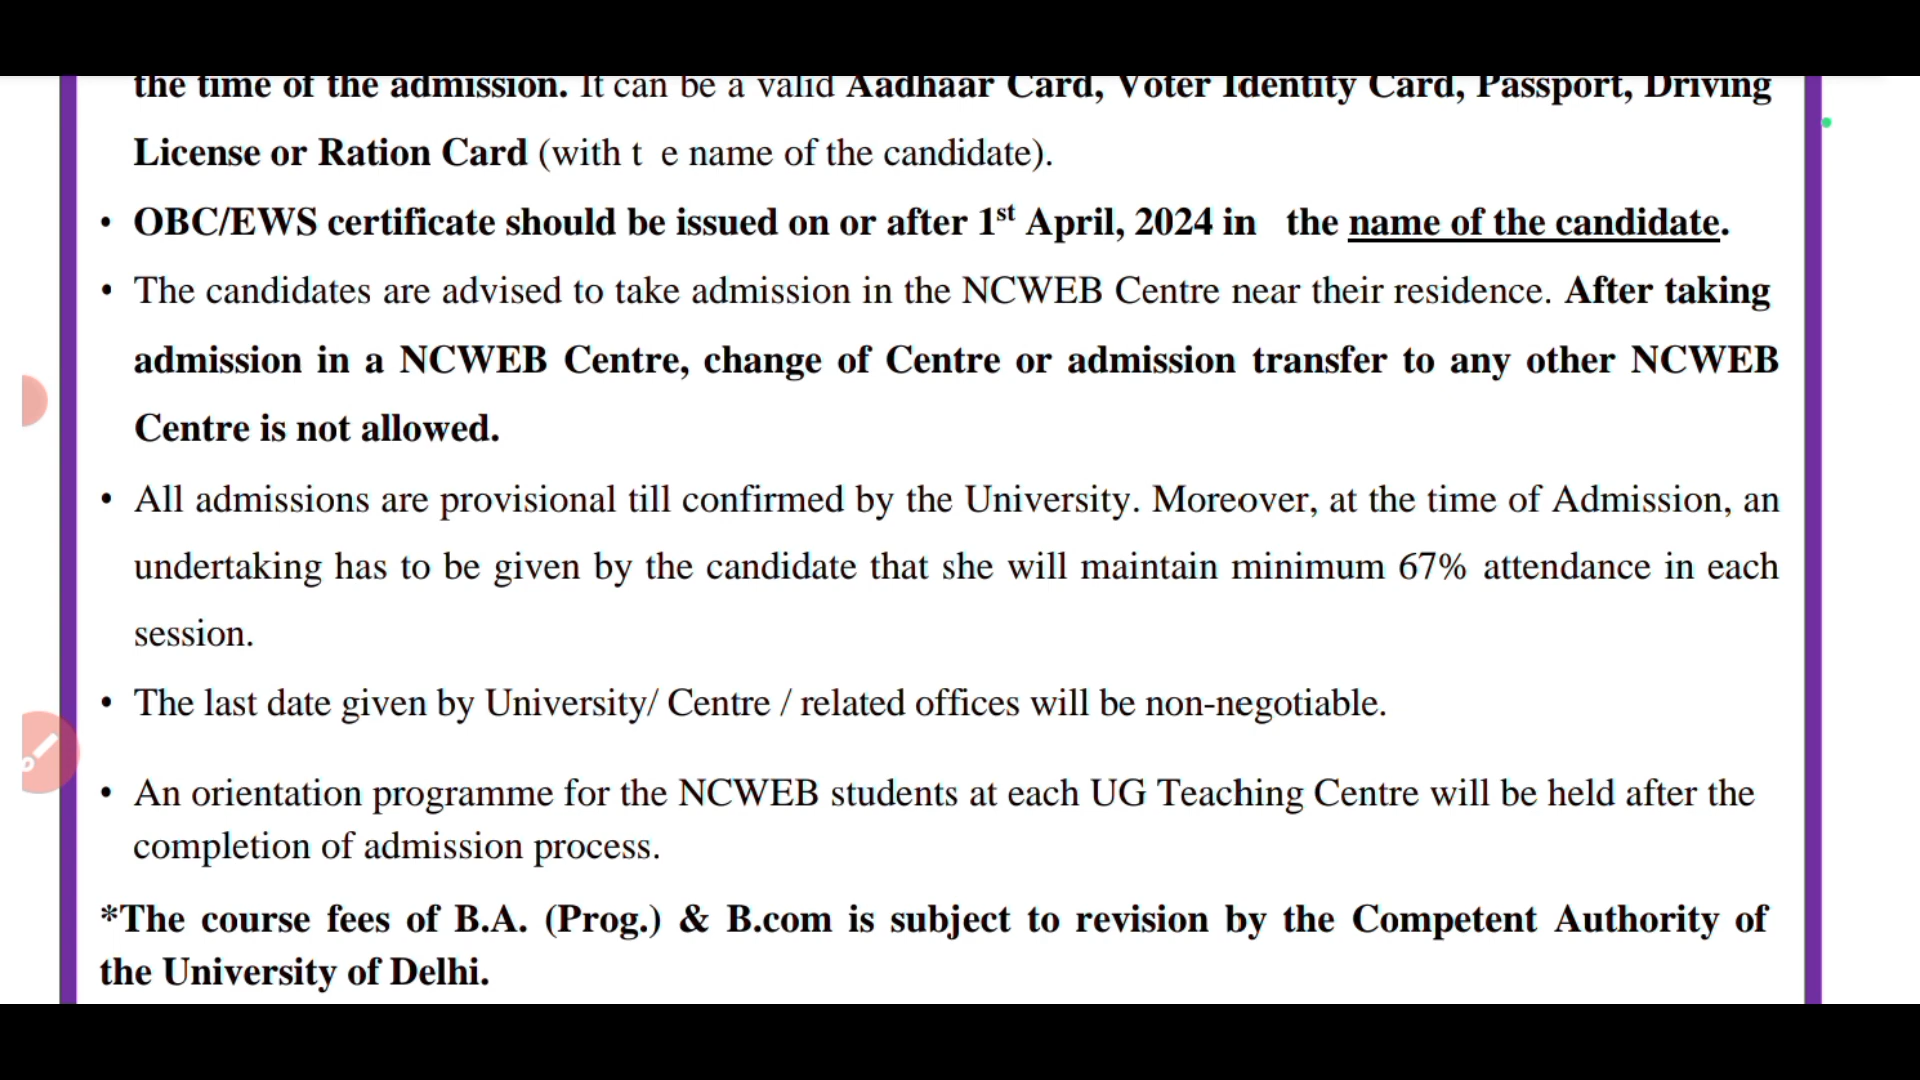 the time of the admission. It can be a valid Aadhaar Card, Voter Identity Card, Passport, Driving
License or Ration Card (with t e name of the candidate).
• OBC/EWS certificate should be issued on or after 1st April, 2024 in the name of the candidate.
• The candidates are advised to take admission in the NCWEB Centre near their residence. After taking
admission in a NCWEB Centre, change of Centre or admission transfer to any other NCWEB
Centre is not allowed.
• All admissions are provisional till confirmed by the University. Moreover, at the time of Admission, an
undertaking has to be given by the candidate that she will maintain minimum 67% attendance in each
session.
• The last date given by University/ Centre / related offices will be non-negotiable.
• An orientation programme for the NCWEB students at each UG Teaching Centre will be held after the
completion of admission process.
*The course fees of B.A. (Prog.) & B.com is subject to revision by the Competent Authority of
the University of Delhi.